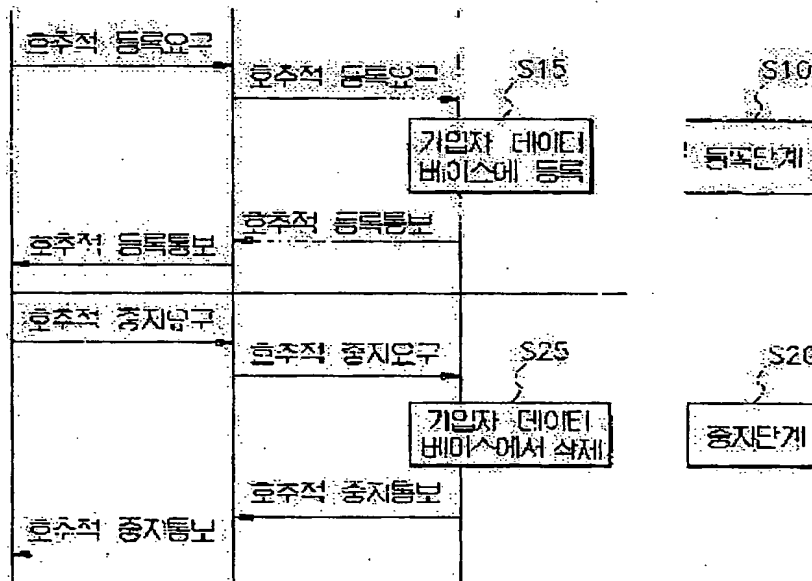 호추적 등록요구
호추적 등록요구
S15
S10
가입자 데이터
베이스에 등록
등록단계
호추적 등록통보
호추적 등록통보
호추적 중지요구
호추적 중지요구
S25
S20
가입자 데이터
베이스에서 삭제
중지단계
호추적 중지통보
호추적 중지통보